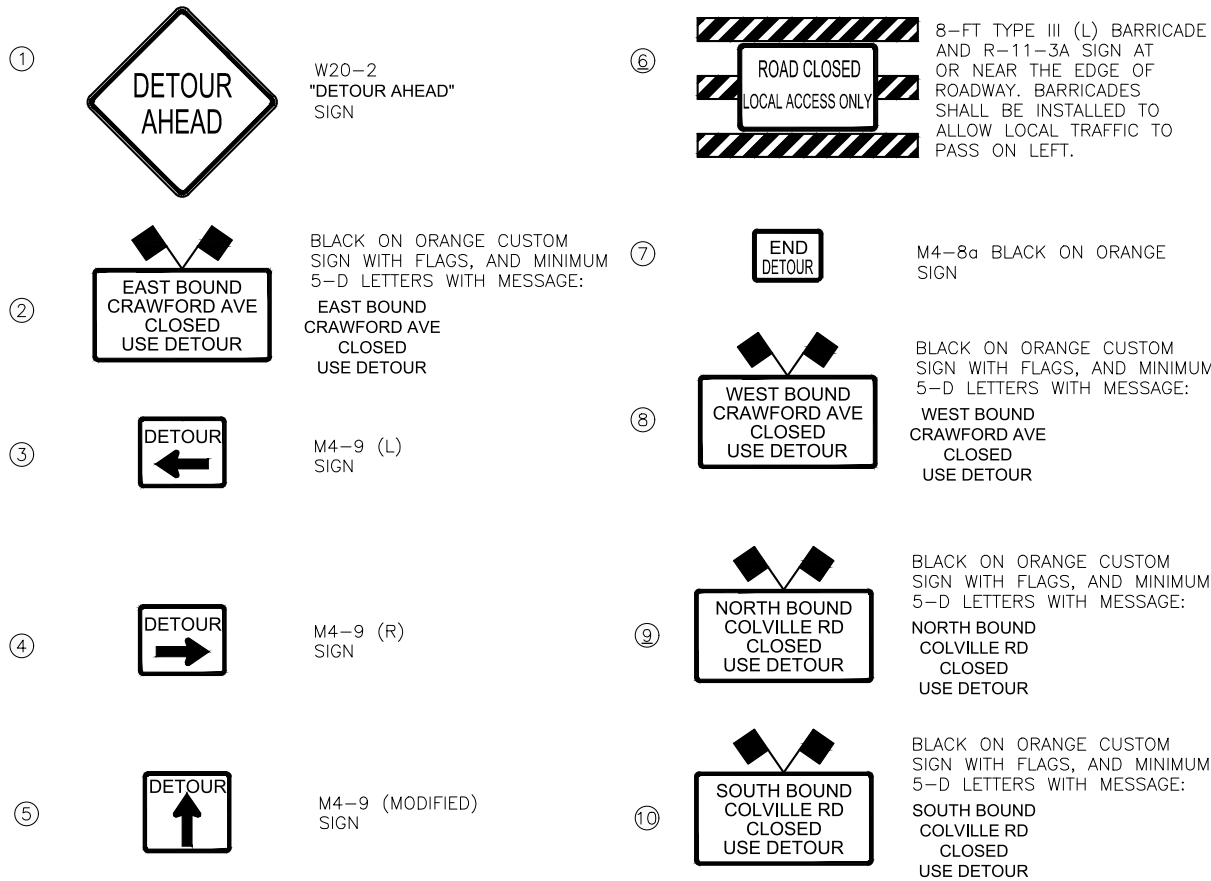 1
DETOUR
AHEAD
W20-2
"DETOUR AHEAD"
SIGN
2
EAST BOUND
CRAWFORD AVE
CLOSED
USE DETOUR
BLACK ON ORANGE CUSTOM
SIGN WITH FLAGS, AND MINIMUM
5-D LETTERS WITH MESSAGE:
EAST BOUND
CRAWFORD AVE
CLOSED
USE DETOUR
3
DETOUR
M4-9 (L)
SIGN
4
DETOUR
M4-9 (R)
SIGN
5
DETOUR
M4-9 (MODIFIED)
SIGN
6
ROAD CLOSED
LOCAL ACCESS ONLY
8-FT TYPE III (L) BARRICADE
AND R-11-3A SIGN AT
OR NEAR THE EDGE OF
ROADWAY. BARRICADES
SHALL BE INSTALLED TO
ALLOW LOCAL TRAFFIC TO
PASS ON LEFT.
7
END
DETOUR
M4-8a BLACK ON ORANGE
SIGN
8
WEST BOUND
CRAWFORD AVE
CLOSED
USE DETOUR
BLACK ON ORANGE CUSTOM
SIGN WITH FLAGS, AND MINIMUM
5-D LETTERS WITH MESSAGE:
WEST BOUND
CRAWFORD AVE
CLOSED
USE DETOUR
9
NORTH BOUND
COLVILLE RD
CLOSED
USE DETOUR
BLACK ON ORANGE CUSTOM
SIGN WITH FLAGS, AND MINIMUM
5-D LETTERS WITH MESSAGE:
NORTH BOUND
COLVILLE RD
CLOSED
USE DETOUR
10
SOUTH BOUND
COLVILLE RD
CLOSED
USE DETOUR
BLACK ON ORANGE CUSTOM
SIGN WITH FLAGS, AND MINIMUM
5-D LETTERS WITH MESSAGE:
SOUTH BOUND
COLVILLE RD
CLOSED
USE DETOUR